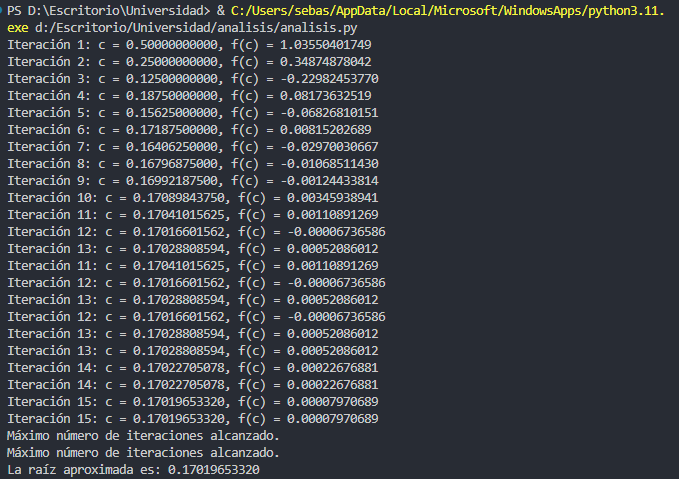 PS D:\Escritorio\Universidad> & C:/Users/sebas/AppData/Local/Microsoft/WindowsApps/python3.11.
exe d:/Escritorio/Universidad/analisis/analisis.py
Iteración 1: c = 0.50000000000, f(c) = 1.03550401749
Iteración 2: c = 0.25000000000, f(c) = 0.34874878042
Iteración 3: c = 0.12500000000, f(c) = -0.22982453770
Iteración 4: c = 0.18750000000, f(c) = 0.08173632519
Iteración 5: c = 0.15625000000, f(c) = -0.06826810151
Iteración 6: c = 0.17187500000, f(c) = 0.00815202689
Iteración 7: c = 0.16406250000, f(c) = -0.02970030667
Iteración 8: c = 0.16796875000, f(c) = -0.01068511430
Iteración 9: c = 0.16992187500, f(c) = -0.00124433814
Iteración 10: c = 0.17089843750, f(c) = 0.00345938941
Iteración 11: c = 0.17041015625, f(c) = 0.00110891269
Iteración 12: c = 0.17016601562, f(c) = -0.00006736586
Iteración 13: c = 0.17028808594, f(c) = 0.00052086012
Iteración 11: c = 0.17041015625, f(c) = 0.00110891269
Iteración 12: c = 0.17016601562, f(c) = -0.00006736586
Iteración 13: c = 0.17028808594, f(c) = 0.00052086012
Iteración 12: c = 0.17016601562, f(c) = -0.00006736586
Iteración 13: c = 0.17028808594, f(c) = 0.00052086012
Iteración 13: c = 0.17028808594, f(c) = 0.00052086012
Iteración 14: c = 0.17022705078, f(c) = 0.00022676881
Iteración 14: c = 0.17022705078, f(c) = 0.00022676881
Iteración 15: c = 0.17019653320, f(c) = 0.00007970689
Iteración 15: c = 0.17019653320, f(c) = 0.00007970689
Máximo número de iteraciones alcanzado.
Máximo número de iteraciones alcanzado.
La raíz aproximada es: 0.17019653320